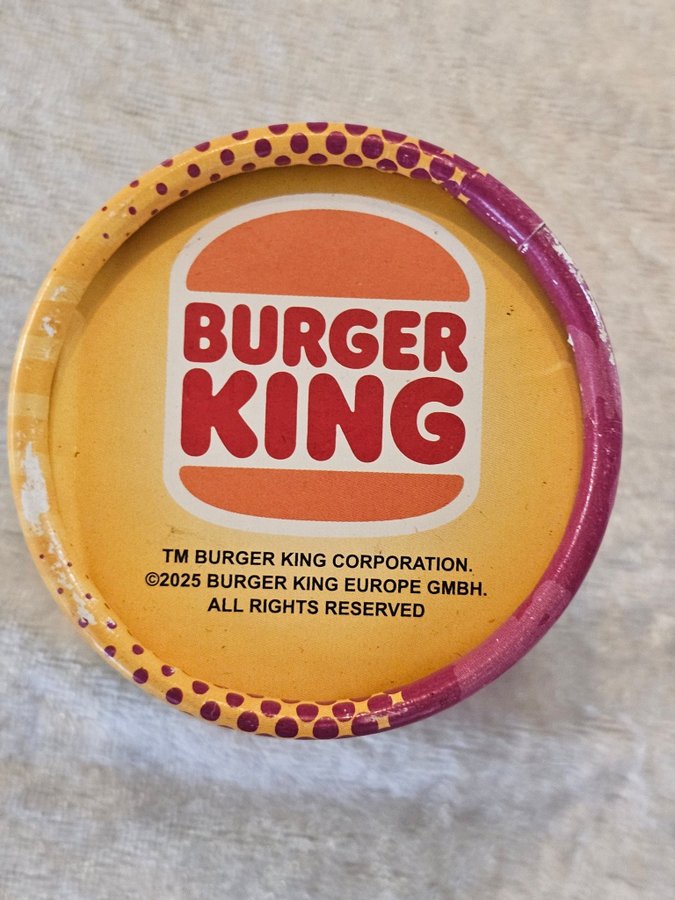 BURGER
KING
TM BURGER KING CORPORATION.
©2025 BURGER KING EUROPE GMBH.
ALL RIGHTS RESERVED